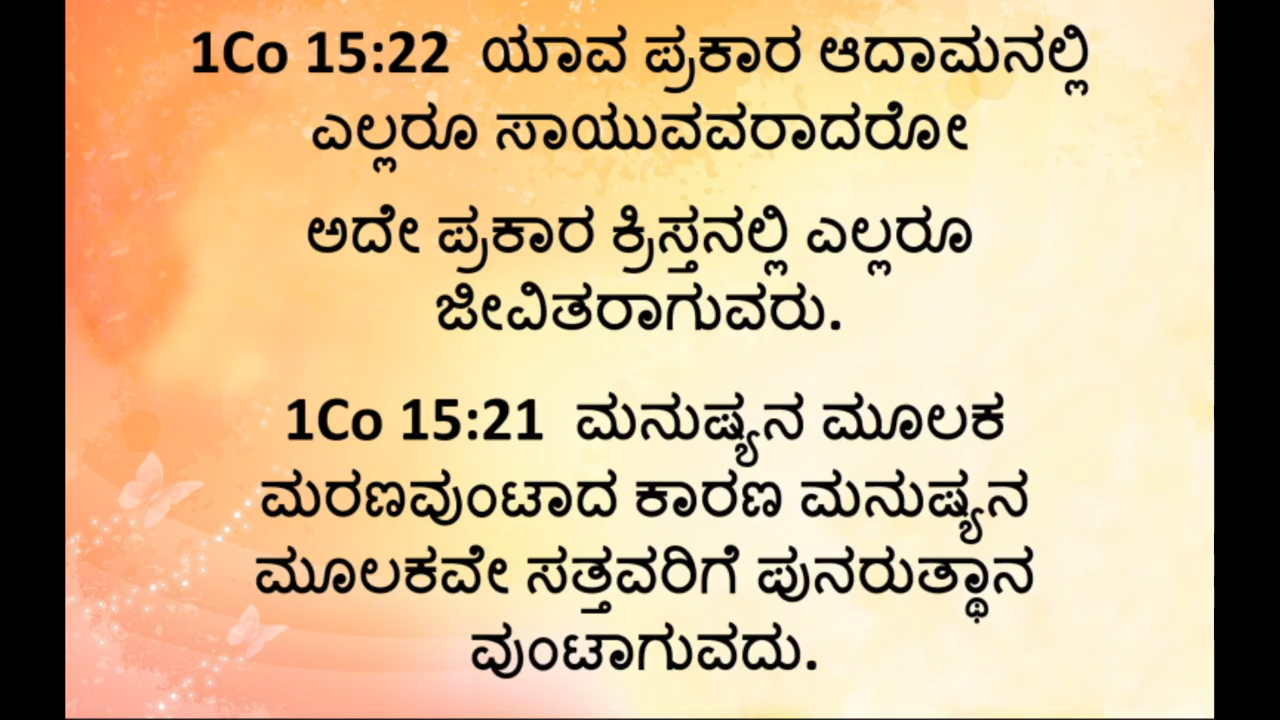 1Co 15:22 ಯಾವ ಪ್ರಕಾರ ಆದಾಮನಲ್ಲಿ
ಎಲ್ಲರೂ ಸಾಯುವವರಾದರೋ
ಅದೇ ಪ್ರಕಾರ ಕ್ರಿಸ್ತನಲ್ಲಿ ಎಲ್ಲರೂ
ಜೀವಿತರಾಗುವರು.
1Co 15:21 ಮನುಷ್ಯನ ಮೂಲಕ
ಮರಣವುಂಟಾದ ಕಾರಣ ಮನುಷ್ಯನ
ಮೂಲಕವೇ ಸತ್ತವರಿಗೆ ಪುನರುತ್ಥಾನ
ವುಂಟಾಗುವದು.